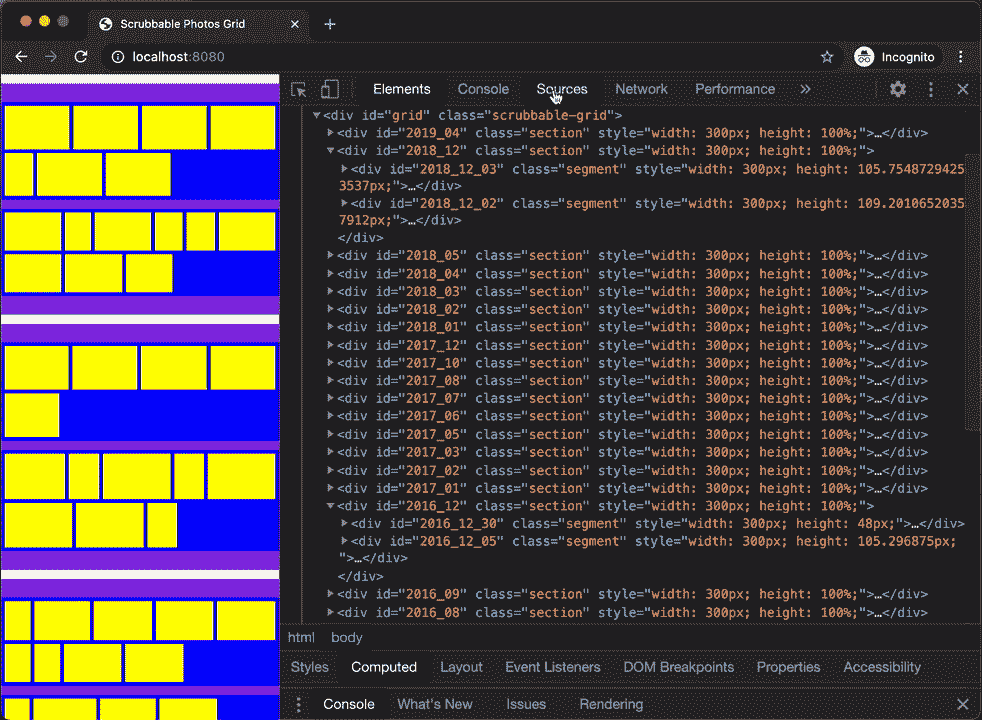 Scrubbable Photos Grid
localhost:8080
Incognito
Elements Console Sources Network Performance »
<div id="grid" class="scrubbable-grid">
<div id="2019_04" class="section" style="width: 300px; height: 100%;">…</div>
<div id="2018_12" class="section" style="width: 300px; height: 100%;">
<div id="2018_12_03" class="segment" style="width: 300px; height: 105.7548729425
3537px;">…</div>
<div id="2018_12_02" class="segment" style="width: 300px; height: 109.2010652035
7912px;">…</div>
</div>
<div id="2018_05" class="section" style="width: 300px; height: 100%;">…</div>
<div id="2018_04" class="section" style="width: 300px; height: 100%;">…</div>
<div id="2018_03" class="section" style="width: 300px; height: 100%;">…</div>
<div id="2018_02" class="section" style="width: 300px; height: 100%;">…</div>
<div id="2018_01" class="section" style="width: 300px; height: 100%;">…</div>
<div id="2017_12" class="section" style="width: 300px; height: 100%;">…</div>
<div id="2017_10" class="section" style="width: 300px; height: 100%;">…</div>
<div id="2017_08" class="section" style="width: 300px; height: 100%;">…</div>
<div id="2017_07" class="section" style="width: 300px; height: 100%;">…</div>
<div id="2017_06" class="section" style="width: 300px; height: 100%;">…</div>
<div id="2017_05" class="section" style="width: 300px; height: 100%;">…</div>
<div id="2017_03" class="section" style="width: 300px; height: 100%;">…</div>
<div id="2017_02" class="section" style="width: 300px; height: 100%;">…</div>
<div id="2017_01" class="section" style="width: 300px; height: 100%;">…</div>
<div id="2016_12" class="section" style="width: 300px; height: 100%;">
<div id="2016_12_30" class="segment" style="width: 300px; height: 48px;">…</div>
<div id="2016_12_05" class="segment" style="width: 300px; height: 105.296875px;
">…</div>
</div>
<div id="2016_09" class="section" style="width: 300px; height: 100%;">…</div>
<div id="2016_08" class="section" style="width: 300px; height: 100%;">…</div>
html body
Styles Computed Layout Event Listeners DOM Breakpoints Properties Accessibility
Console What's New Issues Rendering